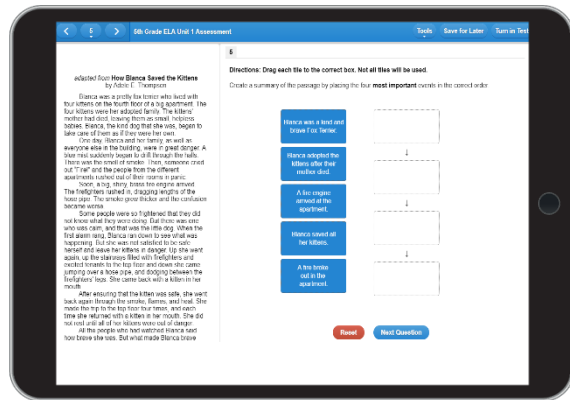 5
5th Grade ELA Unit 1 Assessment
Tools
Save for Later
Turn in Test
adapted from How Blanca Saved the Kittens
by Adele E. Thompson
Blanca was a pretty fox terrier who lived with
four kittens on the fourth floor of a big apartment. The
four kittens were her adopted family. The kittens'
mother had died, leaving them as small, helpless
babies. Blanca, the kind dog that she was, began to
take care of them as if they were her own.
One day, Blanca and her family, as well as
everyone else in the building, were in great danger. A
blue mist suddenly began to drift through the halls.
There was the smell of smoke. Then, someone cried
out "Fire!" and the people from the different
apartments rushed out of their rooms in panic.
Soon, a big, shiny, brass fire engine arrived.
The firefighters rushed in, dragging lengths of the
hose pipe. The smoke grew thicker and the confusion
became worse.
Some people were so frightened that they did
not know what they were doing. But there was one
who was calm, and that was the little dog. When the
first alarm rang, Blanca ran down to see what was
happening. But she was not satisfied to be safe
herself and leave her kittens in danger. Up she went
again, up the stairways filled with firefighters and
excited tenants to the top floor and down she came
jumping over a hose pipe, and dodging between the
firefighters' legs. She came back with a kitten in her
mouth.
After ensuring that the kitten was safe, she went
back again through the smoke, flames, and heat. She
made the trip to the top floor four times, and each
time she returned with a kitten in her mouth. She did
not rest until all of her kittens were out of danger.
All the people who had watched Blanca said
how brave she was. But what made Blanca brave
6
Directions: Drag each tile to the correct box. Not all tiles will be used.
Create a summary of the passage by placing the four most important events in the correct order
Blanca was a kind and
brave Fox Terrier.
Blanca adopted the
kittens after their
mother died.
A fire engine
arrived at the
apartment.
Blanca saved all
her kittens.
A fire broke
out in the
apartment.
Reset
Next Question